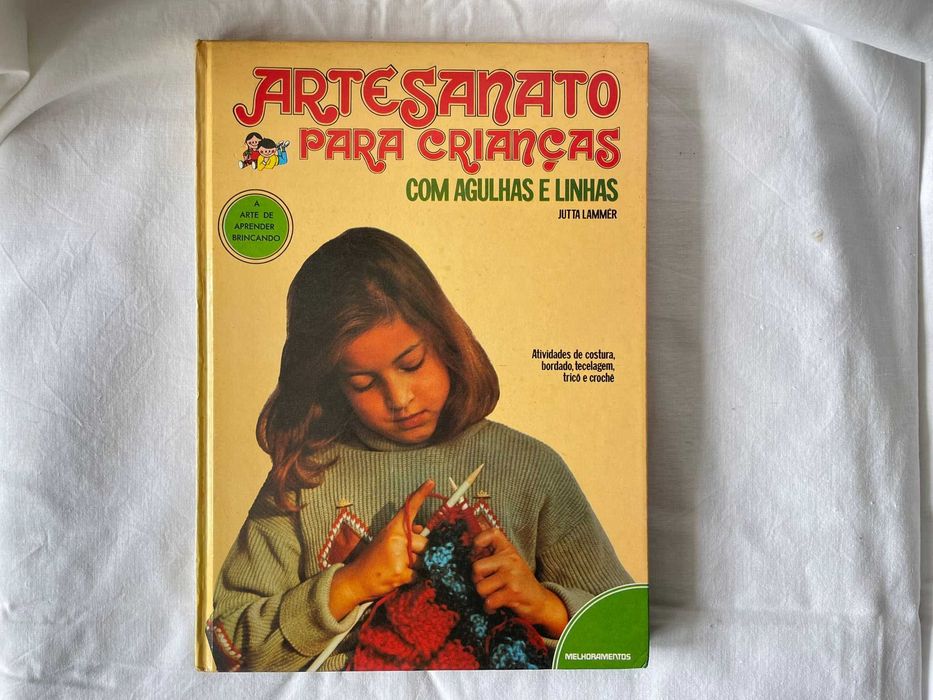 ARTESANATO
PARA CRIANÇAS
COM AGULHAS E LINHAS
JUTTA LAMMÉR
A
ARTE DE
APRENDER
BRINCANDO
Atividades de costura,
bordado, tecelagem,
tricô e crochê
MELHORAMENTOS